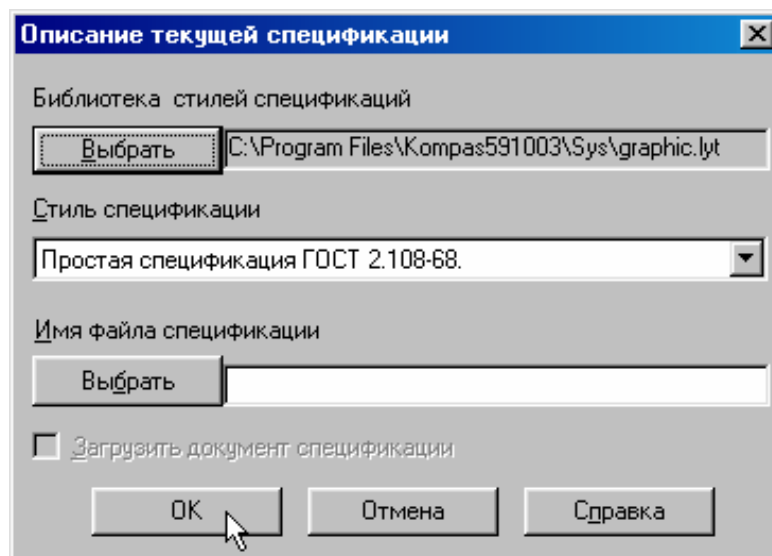 Описание текущей спецификации
Библиотека стилей спецификаций
Выбрать C:\Program Files\Kompas591003\Sys\graphic.lyt
Стиль спецификации
Простая спецификация ГОСТ 2.108-68.
Имя файла спецификации
Выбрать
Загрузить документ спецификации
OK Отмена Справка